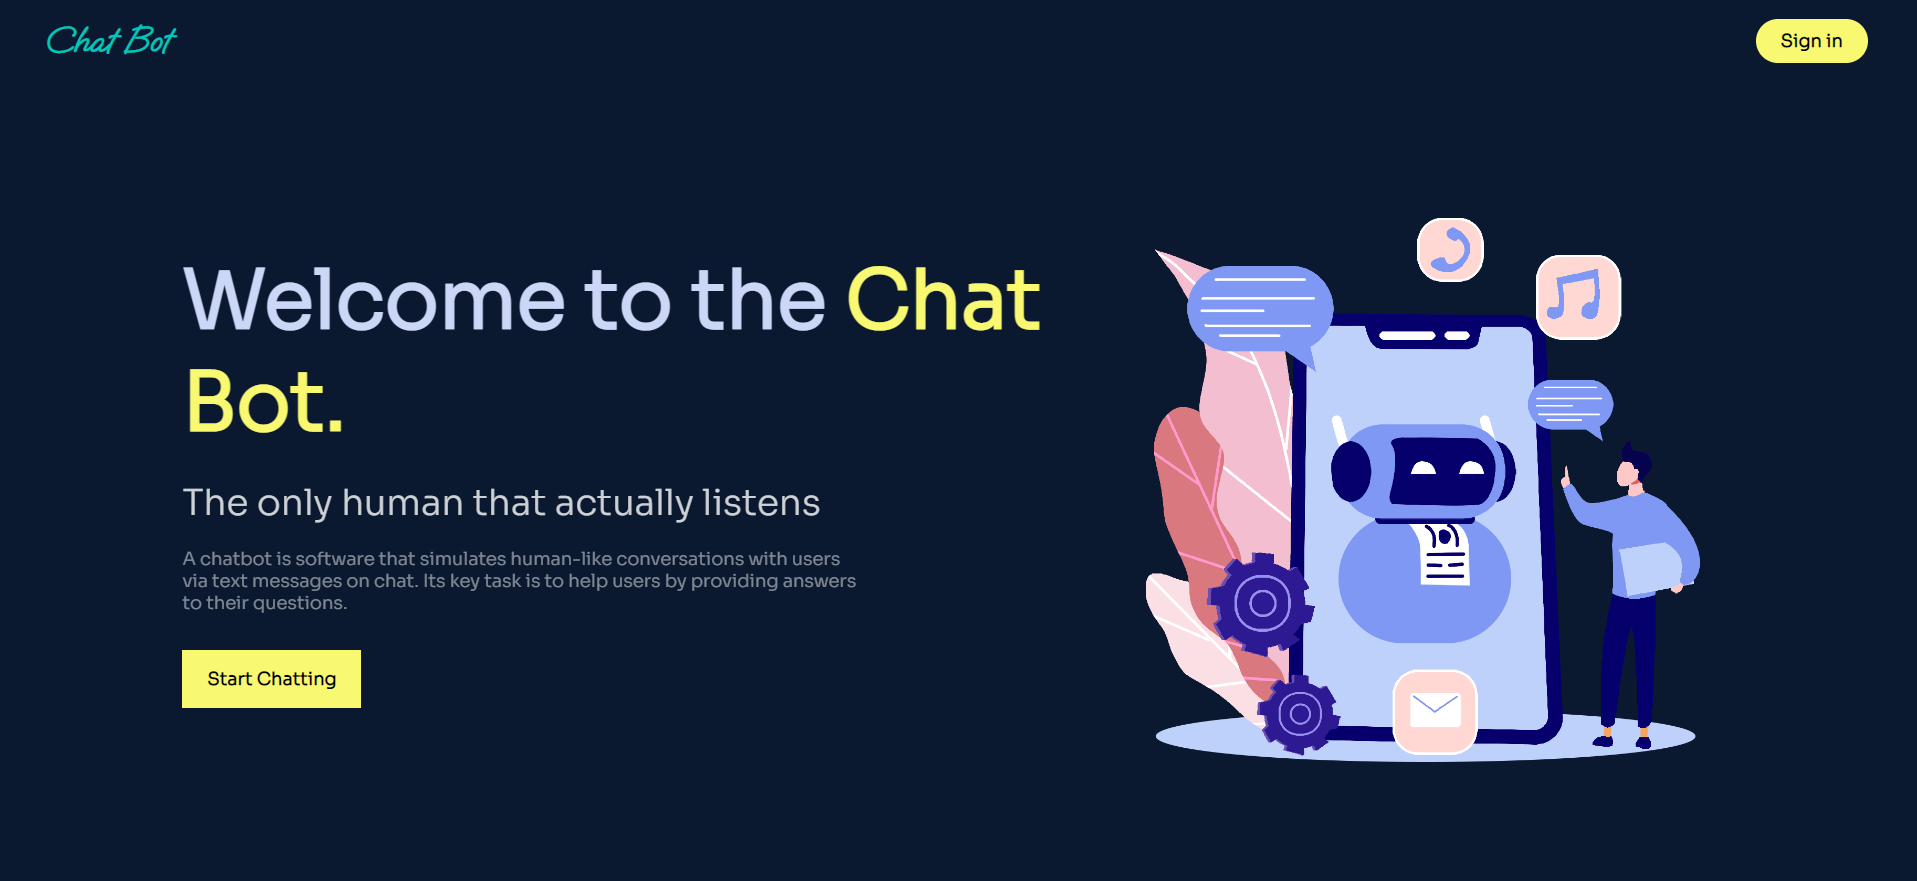 Chat Bot
Sign in
Welcome to the Chat
Bot.
The only human that actually listens
A chatbot is software that simulates human-like conversations with users
via text messages on chat. Its key task is to help users by providing answers
to their questions.
Start Chatting